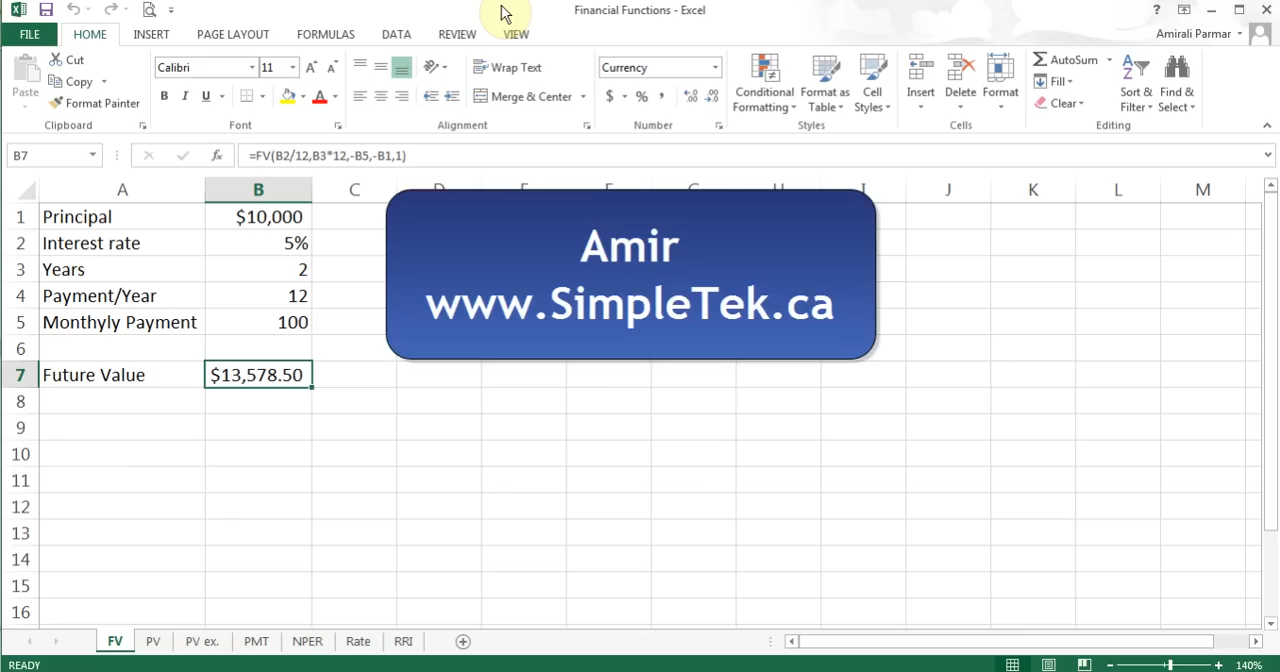 Financial Functions - Excel
?
FILE HOME INSERT PAGE LAYOUT FORMULAS DATA REVIEW VIEW Amirali Parmar
Paste Cut Copy Format Painter
Clipboard
Calibri 11
B I U
Font
Wrap Text
Merge & Center
Alignment
Currency
$ % ,
Number
Conditional Formatting Format as Table Cell Styles
Styles
Insert Delete Format
Cells
AutoSum Fill Clear Sort & Filter Find & Select
Editing
B7 fx =FV(B2/12,B3*12,-B5,-B1,1)
A B C D E F G H I J K L M
1 Principal $10,000
2 Interest rate 5%
3 Years 2
4 Payment/Year 12
5 Monthyly Payment 100
6
7 Future Value $13,578.50
8
9
10
11
12
13
14
15
16
Amir
www.SimpleTek.ca
FV PV PV ex. PMT NPER Rate RRI
READY 140%